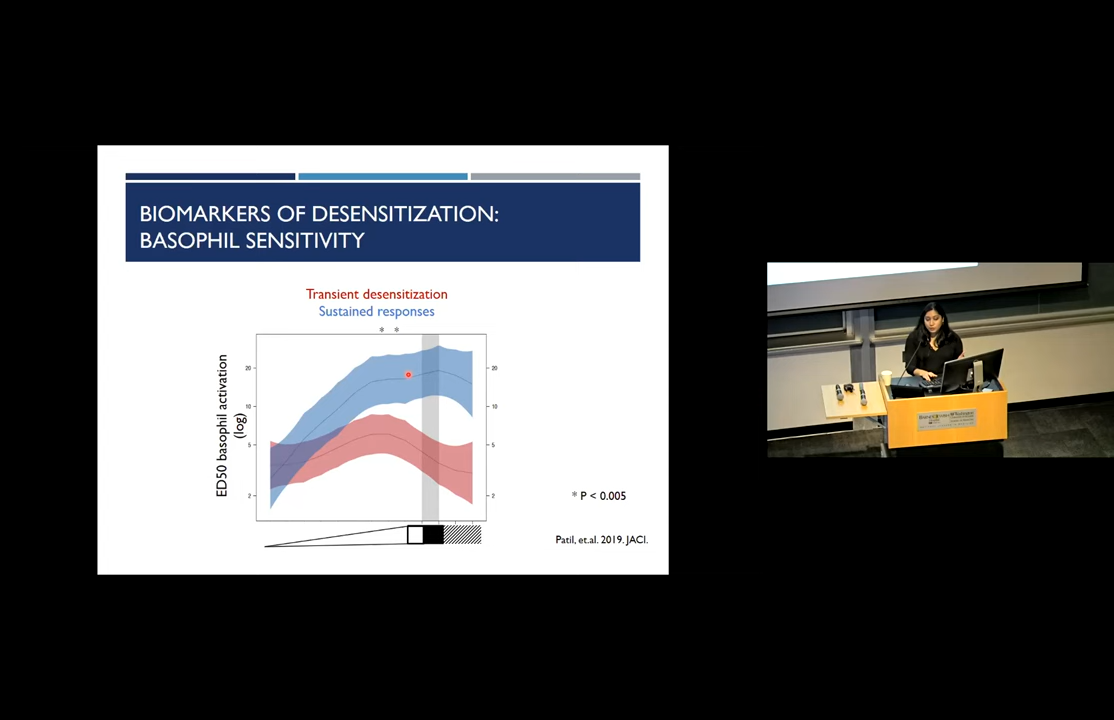 BIOMARKERS OF DESENSITIZATION:
BASOPHIL SENSITIVITY
Transient desensitization
Sustained responses
* *
ED50 basophil activation
(log)
20
10
5
2
20
10
5
2
* P < 0.005
Patil, et.al. 2019. JACI.